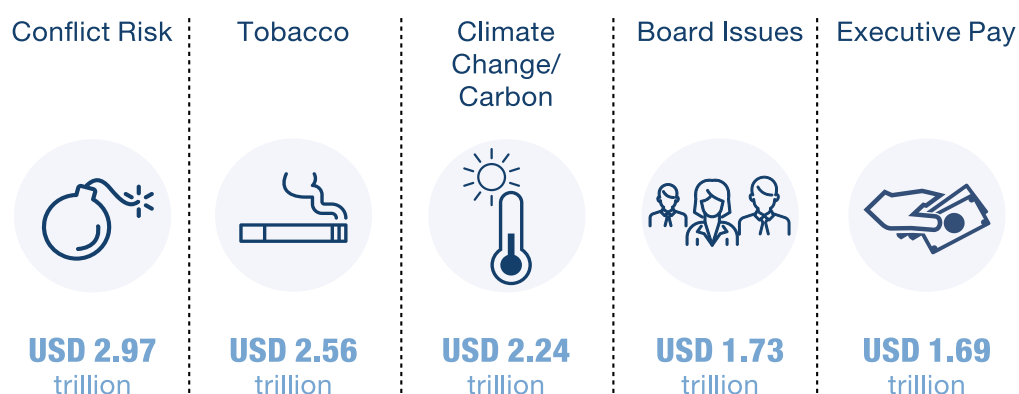 Conflict Risk
Tobacco
Climate
Change/
Carbon
Board Issues
Executive Pay
USD 2.97
trillion
USD 2.56
trillion
USD 2.24
trillion
USD 1.73
trillion
USD 1.69
trillion